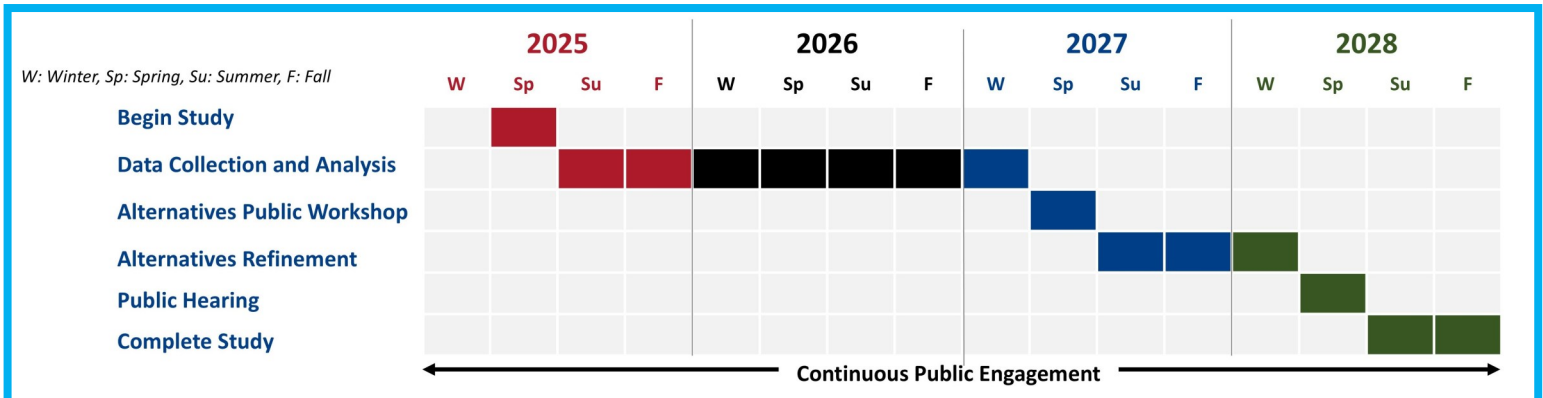 2025 2026 2027 2028
W: Winter, Sp: Spring, Su: Summer, F: Fall
W Sp Su F W Sp Su F W Sp Su F W Sp Su F
Begin Study
Data Collection and Analysis
Alternatives Public Workshop
Alternatives Refinement
Public Hearing
Complete Study
Continuous Public Engagement